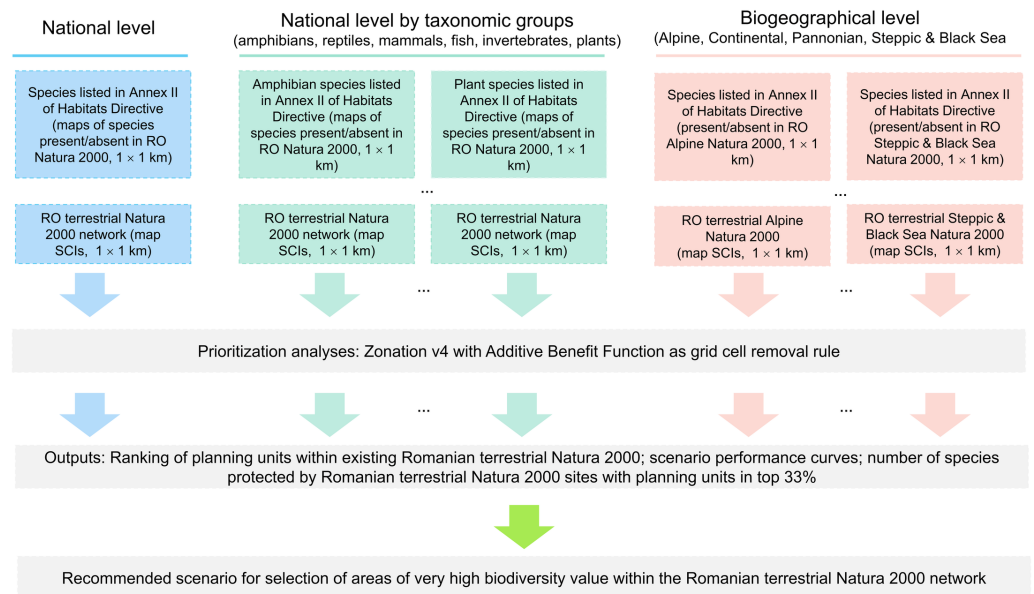 National level
National level by taxonomic groups
(amphibians, reptiles, mammals, fish, invertebrates, plants)
Biogeographical level
(Alpine, Continental, Pannonian, Steppic & Black Sea
Species listed in Annex II
of Habitats Directive
(maps of species
present/absent in RO
Natura 2000, 1 × 1 km)
Amphibian species listed
in Annex II of Habitats
Directive (maps of
species present/absent in
RO Natura 2000, 1 × 1
km)
Plant species listed in
Annex II of Habitats
Directive (maps of
species present/absent in
RO Natura 2000, 1 × 1
km)
Species listed in Annex II
of Habitats Directive
(present/absent in RO
Alpine Natura 2000, 1 × 1
km)
Species listed in Annex II
of Habitats Directive
(present/absent in RO
Steppic & Black Sea
Natura 2000, 1 × 1 km)
...
...
RO terrestrial Natura
2000 network (map
SCIs, 1 × 1 km)
RO terrestrial Natura
2000 network (map
SCIs, 1 × 1 km)
RO terrestrial Natura
2000 network (map
SCIs, 1 × 1 km)
RO terrestrial Alpine
Natura 2000
(map SCIs, 1 × 1 km)
RO terrestrial Steppic &
Black Sea Natura 2000
(map SCIs, 1 × 1 km)
...
...
Prioritization analyses: Zonation v4 with Additive Benefit Function as grid cell removal rule
...
...
Outputs: Ranking of planning units within existing Romanian terrestrial Natura 2000; scenario performance curves; number of species
protected by Romanian terrestrial Natura 2000 sites with planning units in top 33%
Recommended scenario for selection of areas of very high biodiversity value within the Romanian terrestrial Natura 2000 network